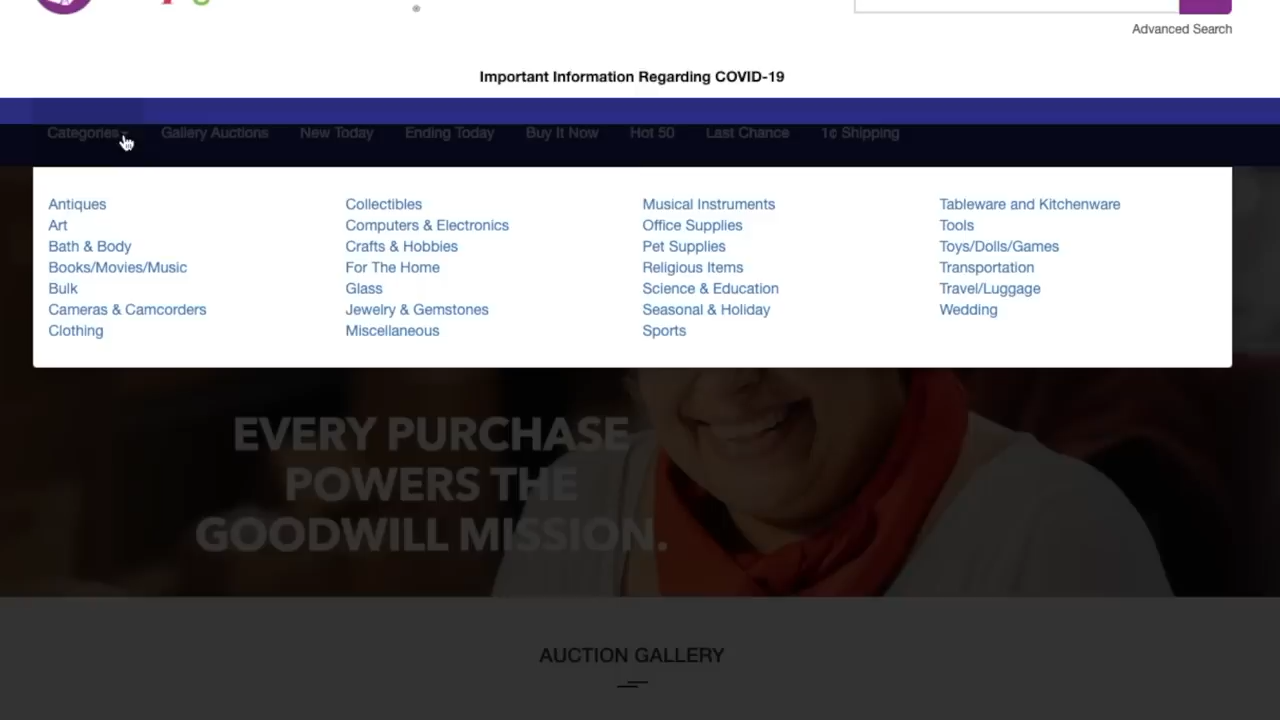 Advanced Search
Important Information Regarding COVID-19
Categories Gallery Auctions New Today Ending Today Buy It Now Hot 50 Last Chance 1¢ Shipping
Antiques Collectibles Musical Instruments Tableware and Kitchenware
Art Computers & Electronics Office Supplies Tools
Bath & Body Crafts & Hobbies Pet Supplies Toys/Dolls/Games
Books/Movies/Music For The Home Religious Items Transportation
Bulk Glass Science & Education Travel/Luggage
Cameras & Camcorders Jewelry & Gemstones Seasonal & Holiday Wedding
Clothing Miscellaneous Sports
EVERY PURCHASE
POWERS THE
GOODWILL MISSION.
AUCTION GALLERY